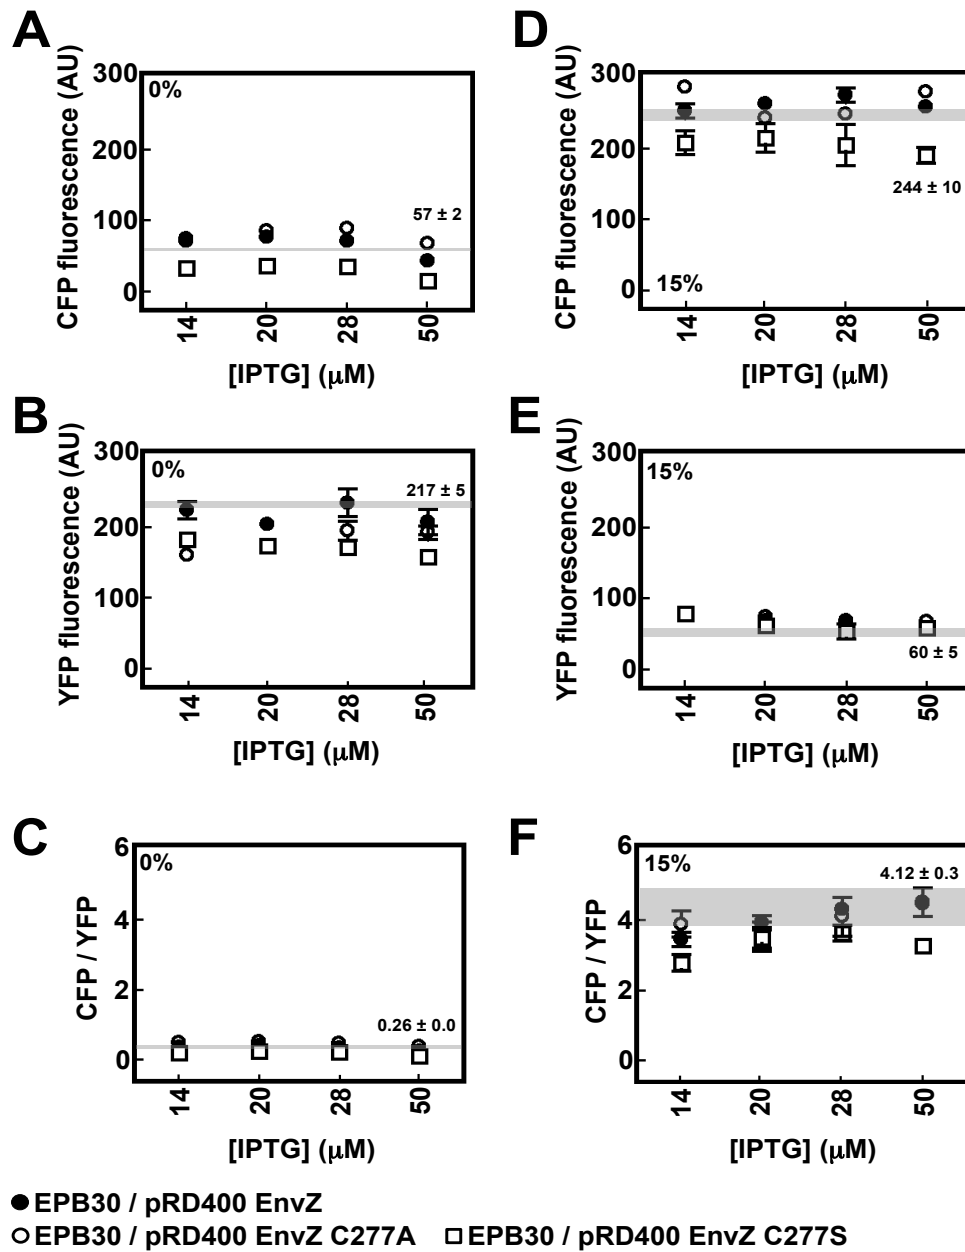 A
CFP fluorescence (AU)
300
200
100
0
0%
57 ± 2
14 20 28 50
[IPTG] (µM)
D
CFP fluorescence (AU)
300
200
100
0
244 ± 10
15%
14 20 28 50
[IPTG] (µM)
B
YFP fluorescence (AU)
300
200
100
0
0%
217 ± 5
14 20 28 50
[IPTG] (µM)
E
YFP fluorescence (AU)
300
200
100
0
15%
60 ± 5
14 20 28 50
[IPTG] (µM)
C
CFP / YFP
6
4
2
0
0%
0.26 ± 0.0
14 20 28 50
[IPTG] (µM)
F
CFP / YFP
6
4
2
0
15%
4.12 ± 0.3
14 20 28 50
[IPTG] (µM)
EPB30 / pRD400 EnvZ
EPB30 / pRD400 EnvZ C277A EPB30 / pRD400 EnvZ C277S